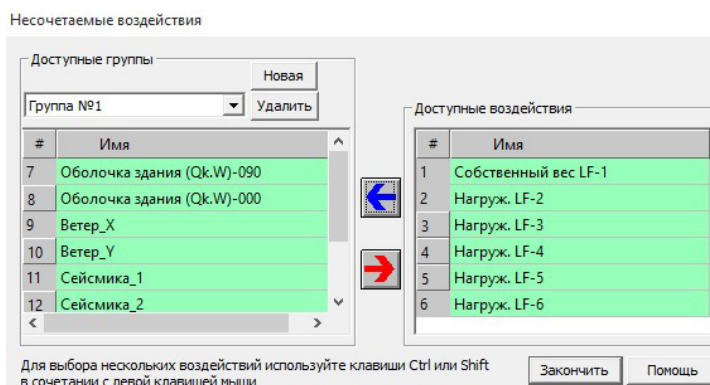 Несочетаемые воздействия
Доступные группы
Новая
Группа №1
Удалить
# Имя
7 Оболочка здания (Qk.W)-090
8 Оболочка здания (Qk.W)-000
9 Ветер_X
10 Ветер_Y
11 Сейсмика_1
12 Сейсмика_2
Доступные воздействия
# Имя
1 Собственный вес LF-1
2 Нагруж. LF-2
3 Нагруж. LF-3
4 Нагруж. LF-4
5 Нагруж. LF-5
6 Нагруж. LF-6
Для выбора нескольких воздействий используйте клавиши Ctrl или Shift
в сочетании с левой клавишей мыши
Закончить
Помощь